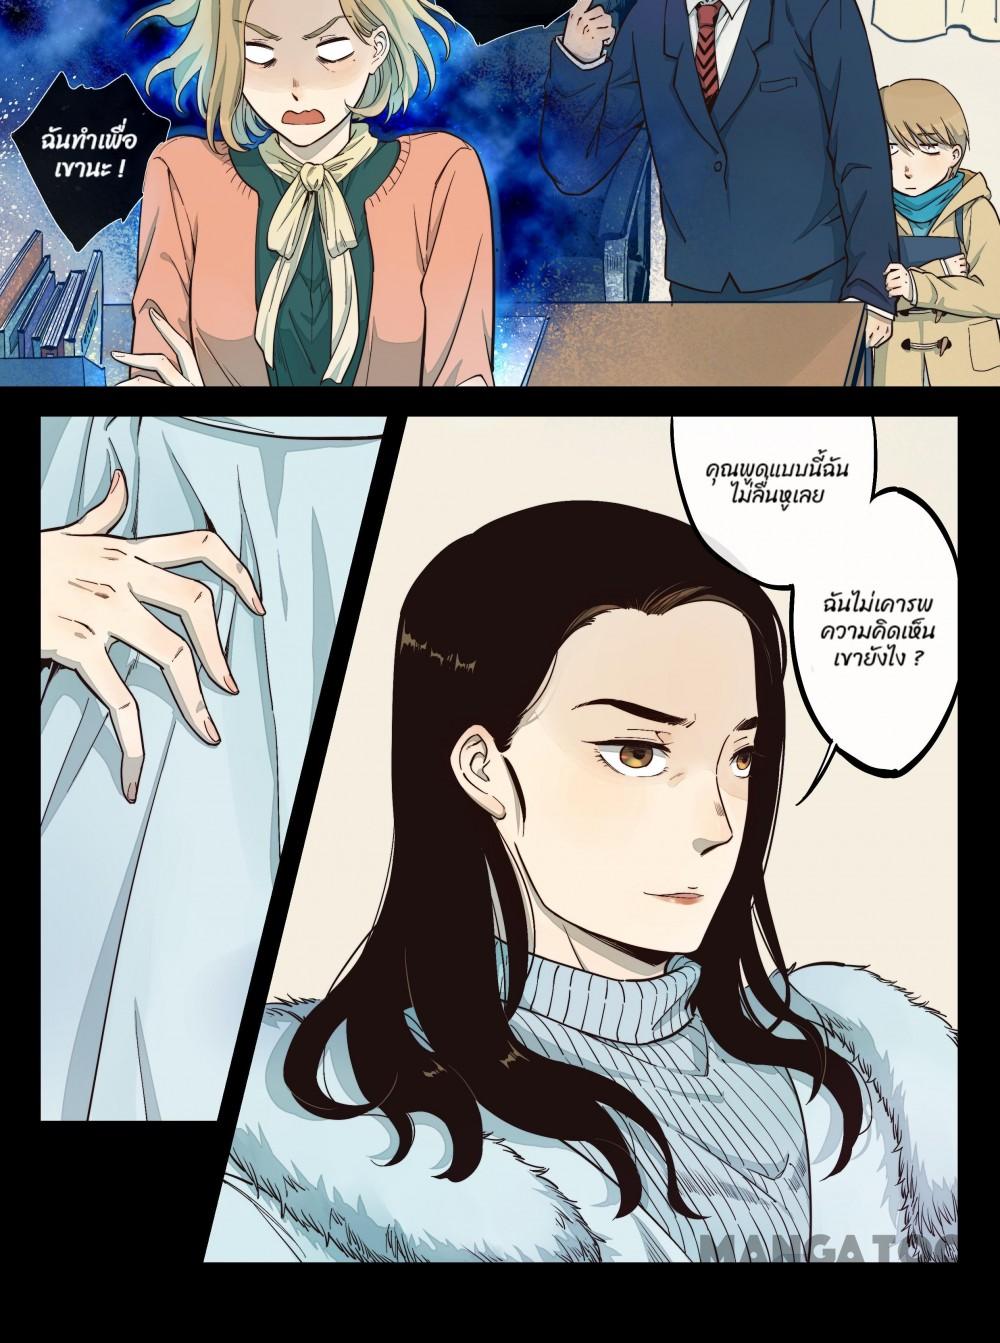 ฉันทำเพื่อ
เขานะ !
คุณพูดแบบนี้ฉัน
ไม่ลื่นหูเลย
ฉันไม่เคารพ
ความคิดเห็น
เขายังไง ?
MANGATOO